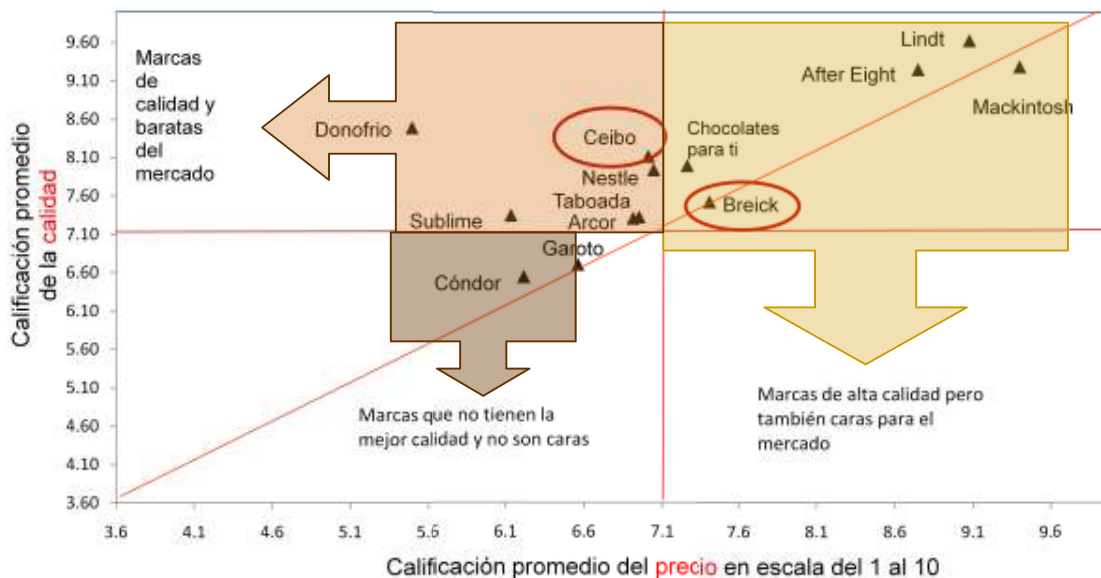 9.60
9.10
8.60
8.10
7.60
7.10
6.60
6.10
5.60
5.10
4.60
4.10
3.60
Calificación promedio
de la calidad
Marcas
de
calidad y
baratas
del
mercado
Donofrio
Sublime
Ceibo
Nestle
Taboada
Arcor
Garoto
Cóndor
Lindt
After Eight
Mackintosh
Chocolates
para ti
Breick
Marcas que no tienen la
mejor calidad y no son caras
Marcas de alta calidad pero
también caras para el
mercado
3.6 4.1 4.6 5.1 5.6 6.1 6.6 7.1 7.6 8.1 8.6 9.1 9.6
Calificación promedio del precio en escala del 1 al 10